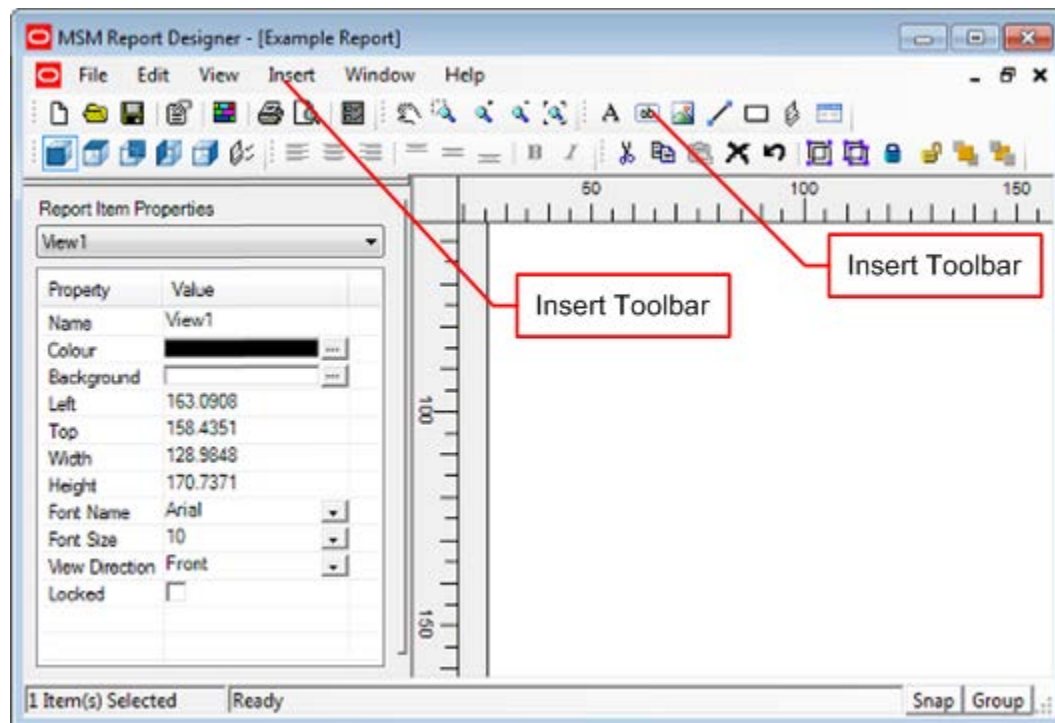 MSM Report Designer - [Example Report]
File Edit View Insert Window Help
A ab
B I
50 100 150
Report Item Properties
View1
Insert Toolbar
Insert Toolbar
Property Value
Name View1
Colour ...
Background ...
Left 163.0908
Top 158.4351
Width 128.9848
Height 170.7371
Font Name Arial
Font Size 10
View Direction Front
Locked
100
150
1 Item(s) Selected Ready Snap Group